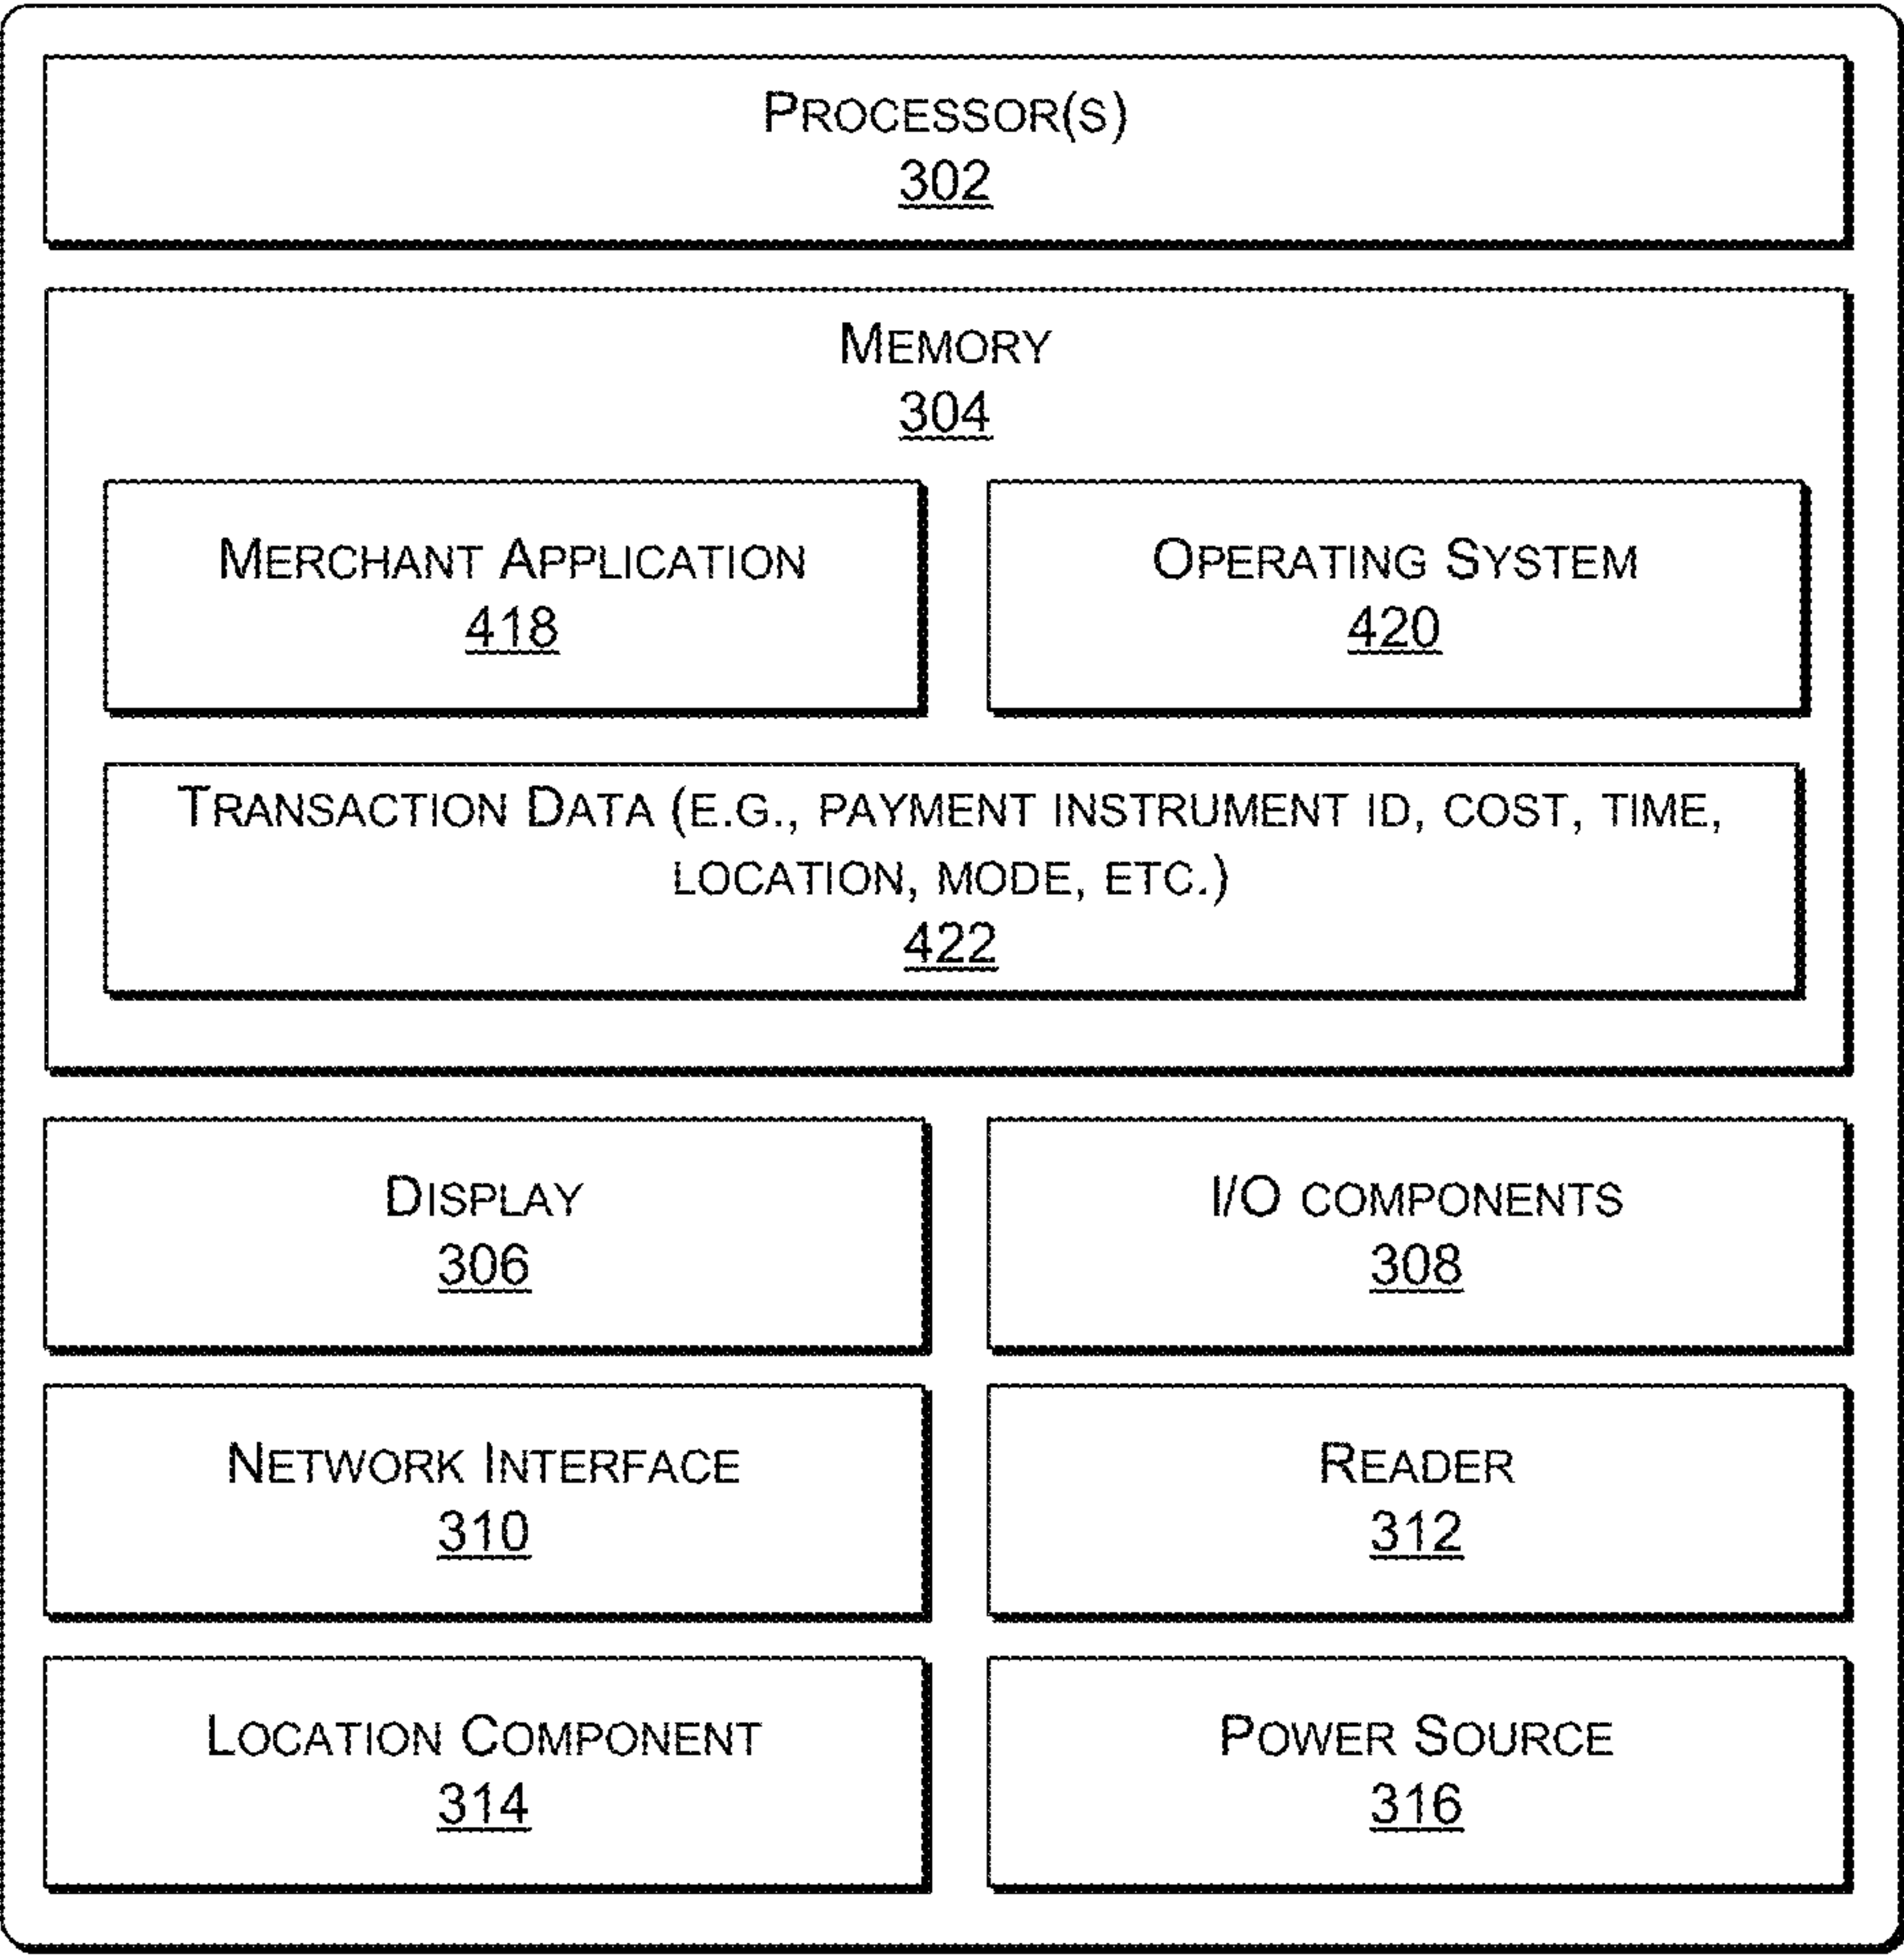 PROCESSOR(S)
302
MEMORY
304
MERCHANT APPLICATION
418
OPERATING SYSTEM
420
TRANSACTION DATA (E.G., PAYMENT INSTRUMENT ID, COST, TIME,
LOCATION, MODE, ETC.)
422
DISPLAY
306
I/O COMPONENTS
308
NETWORK INTERFACE
310
READER
312
LOCATION COMPONENT
314
POWER SOURCE
316